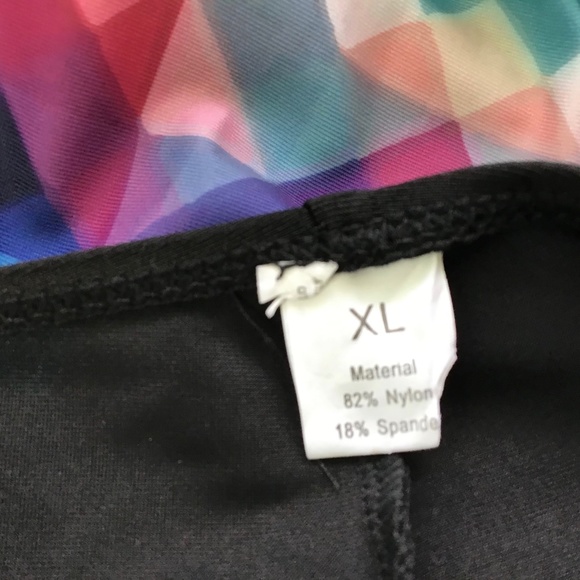 XL
Material
82% Nylon
18% Spande